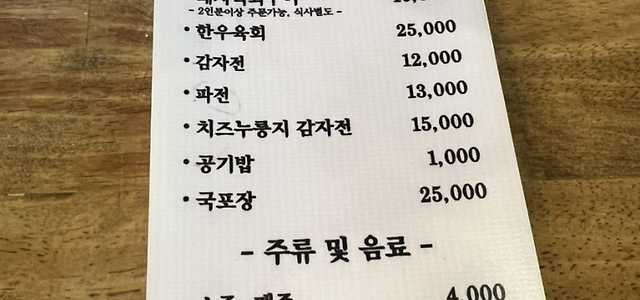 - 2인분이상 주문가능, 식사별도 -
• 한우육회 25,000
• 감자전 12,000
• 파전 13,000
• 치즈누룽지 감자전 15,000
• 공기밥 1,000
• 국포장 25,000
- 주류 및 음료 -
4,000